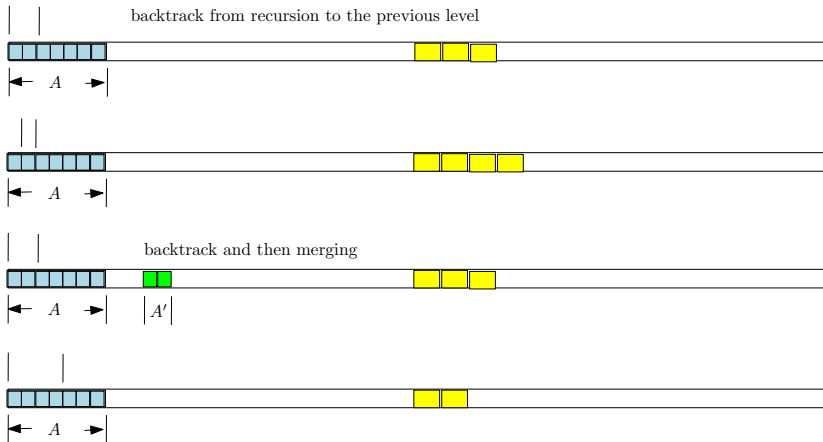 backtrack from recursion to the previous level
A
A
backtrack and then merging
A
A′
A